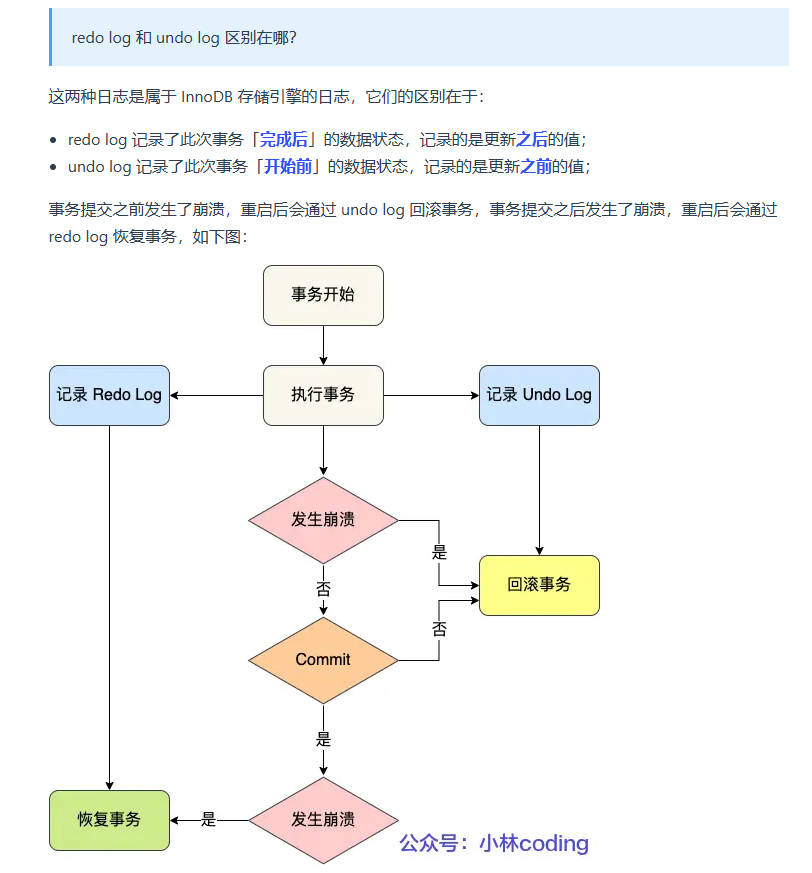 redo log 和 undo log 区别在哪？
这两种日志是属于 InnoDB 存储引擎的日志，它们的区别在于：
redo log 记录了此次事务「完成后」的数据状态，记录的是更新之后的值；
undo log 记录了此次事务「开始前」的数据状态，记录的是更新之前的值；
事务提交之前发生了崩溃，重启后会通过 undo log 回滚事务，事务提交之后发生了崩溃，重启后会通过
redo log 恢复事务，如下图：
事务开始
记录 Redo Log
执行事务
记录 Undo Log
发生崩溃
是
回滚事务
否
否
Commit
是
恢复事务
是
发生崩溃
公众号：小林coding